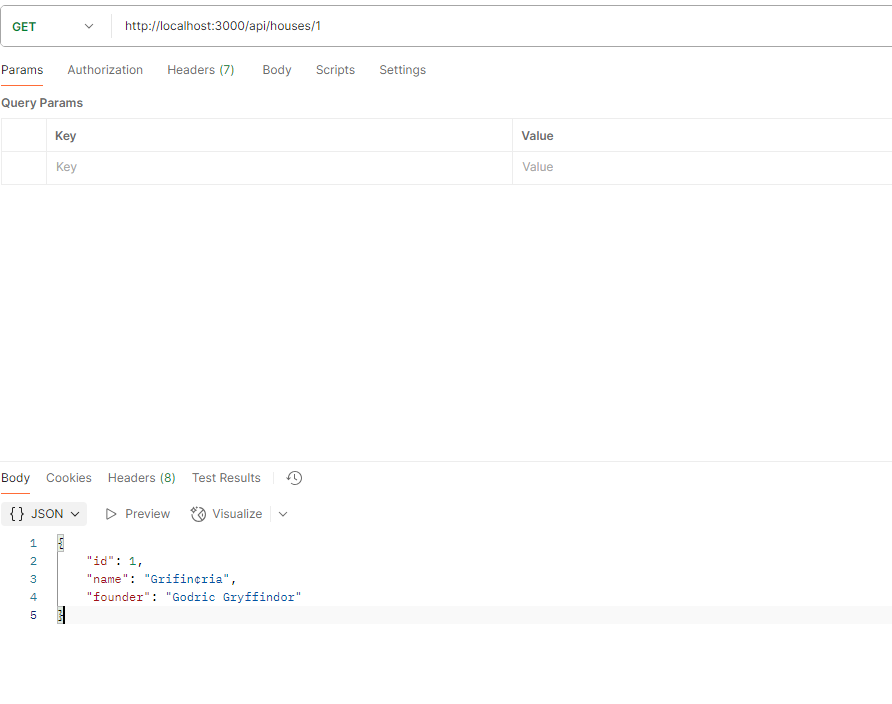 GET http://localhost:3000/api/houses/1
Params Authorization Headers (7) Body Scripts Settings
Query Params
Key Value
Key Value
Body Cookies Headers (8) Test Results
{} JSON Preview Visualize
1 {
2 "id": 1,
3 "name": "Grifin¢ria",
4 "founder": "Godric Gryffindor"
5 }